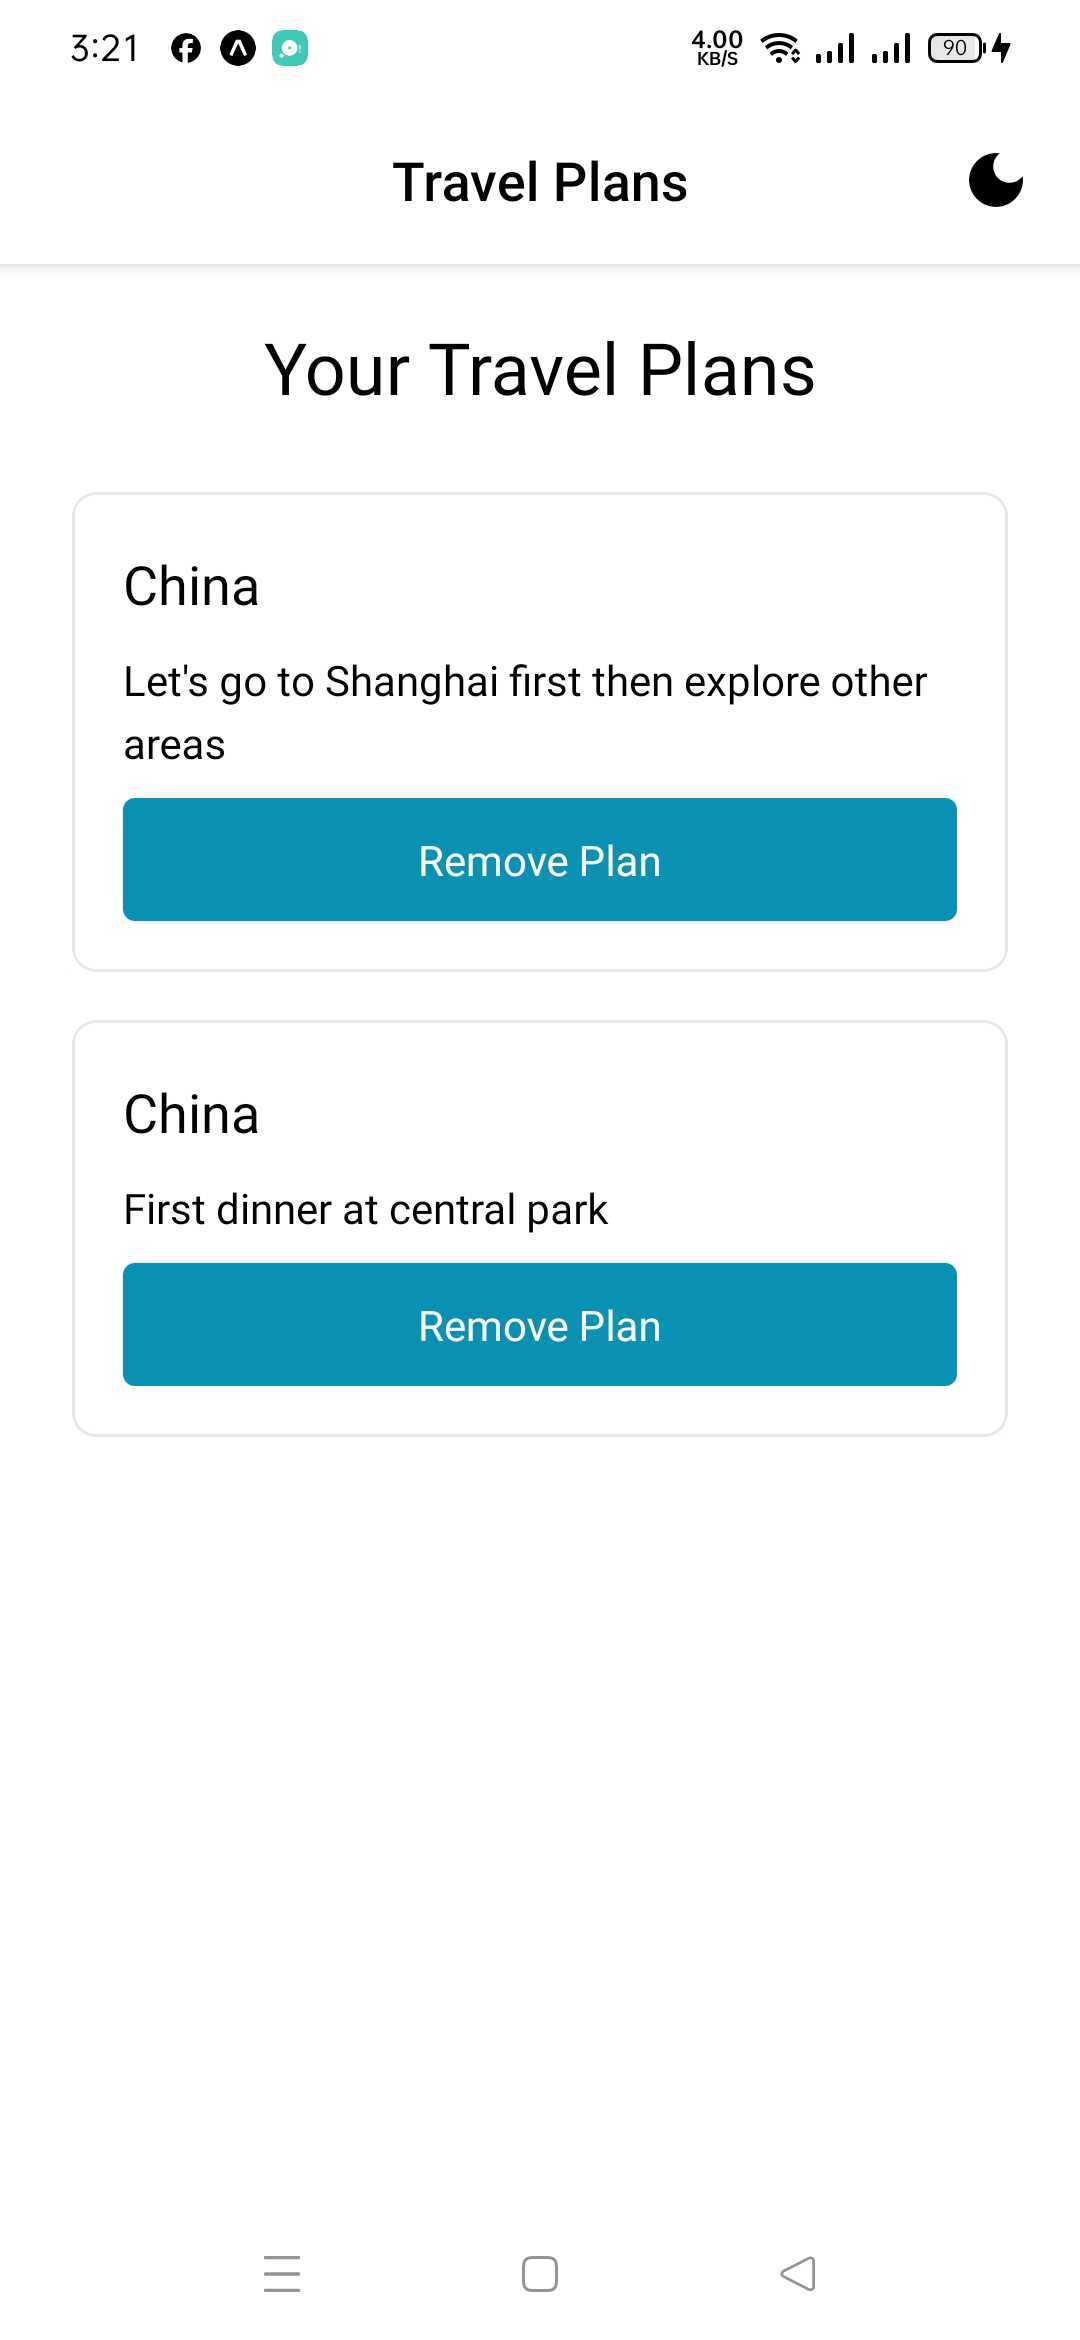 3:21
4.00
KB/S
90
Travel Plans
Your Travel Plans
China
Let's go to Shanghai first then explore other
areas
Remove Plan
China
First dinner at central park
Remove Plan